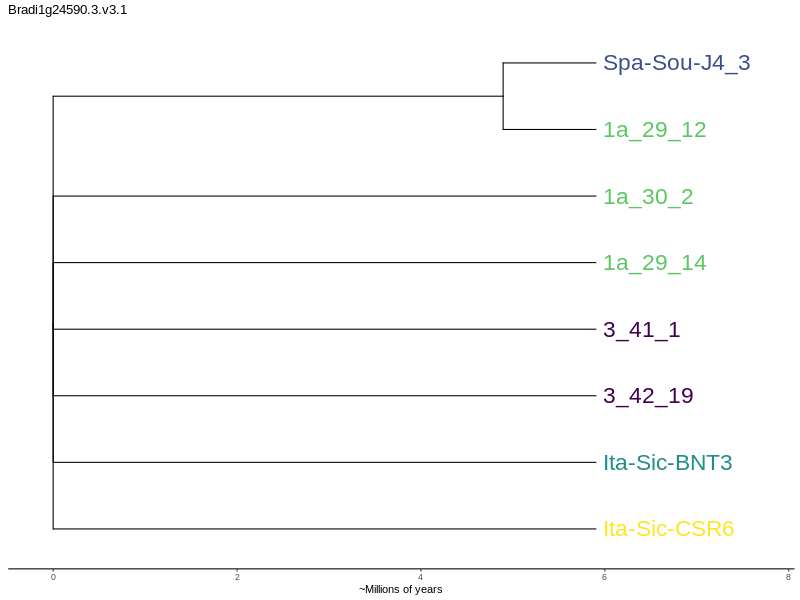 Bradi1g24590.3.v3.1
Spa-Sou-J4_3
1a_29_12
1a_30_2
1a_29_14
3_41_1
3_42_19
Ita-Sic-BNT3
Ita-Sic-CSR6
0 2 4 6 8
~Millions of years